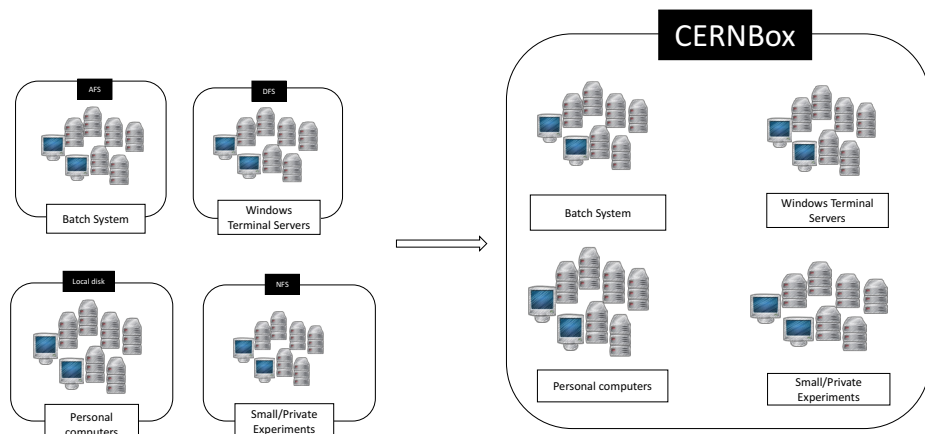 CERNBox
AFS
DFS
Batch System
Windows
Terminal Servers
Batch System
Windows Terminal
Servers
Local disk
NFS
Personal
computers
Small/Private
Experiments
Personal computers
Small/Private
Experiments